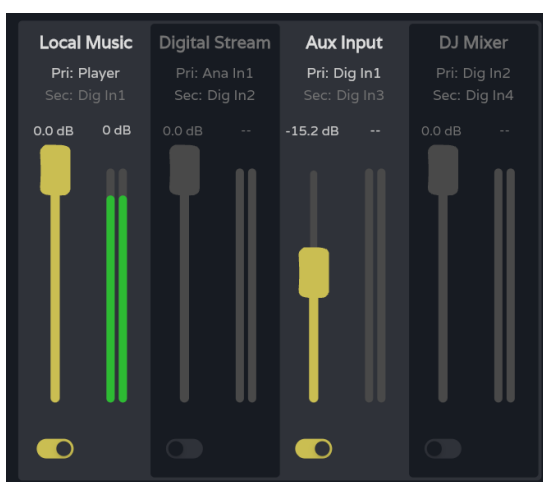 Local Music
Pri: Player
Sec: Dig In1
0.0 dB
0 dB
Digital Stream
Pri: Ana In1
Sec: Dig In2
0.0 dB
--
Aux Input
Pri: Dig In1
Sec: Dig In3
-15.2 dB
--
DJ Mixer
Pri: Dig In2
Sec: Dig In4
0.0 dB
--